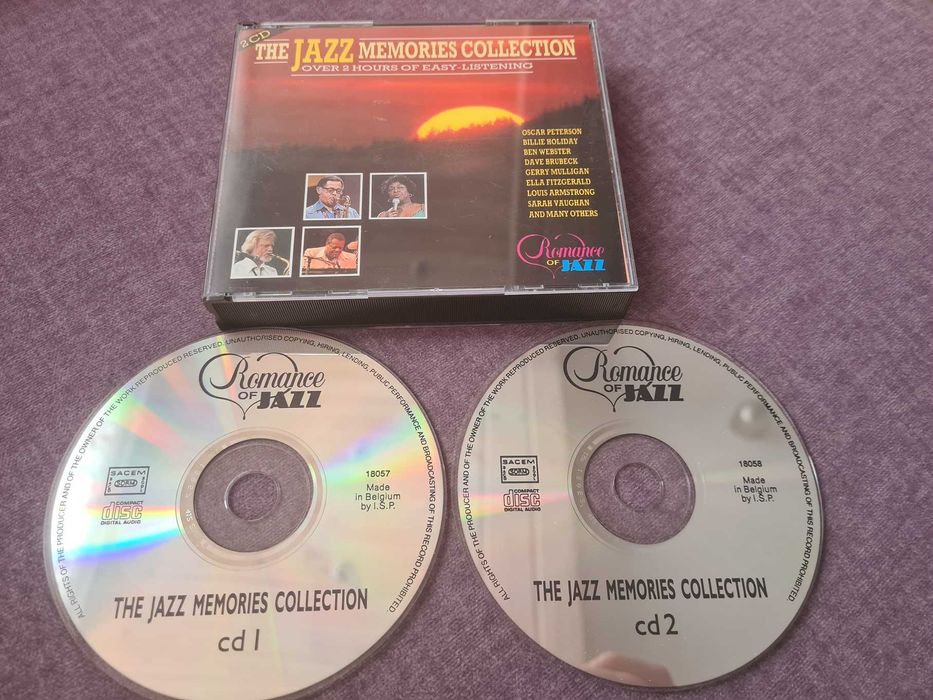 2 CD
THE JAZZ MEMORIES COLLECTION
OVER 2 HOURS OF EASY-LISTENING
OSCAR PETERSON
BILLIE HOLIDAY
BEN WEBSTER
DAVE BRUBECK
GERRY MULLIGAN
ELLA FITZGERALD
LOUIS ARMSTRONG
SARAH VAUGHAN
AND MANY OTHERS
Romance
OF JAZZ
ALL RIGHTS OF THE PRODUCER AND OF THE OWNER OF THE WORK REPRODUCED RESERVED. UNAUTHORISED COPYING, HIRING, LENDING, PUBLIC PERFORMANCE AND BROADCASTING OF THIS RECORD PROHIBITED.
Romance
OF JAZZ
SACEM
COMPACT
disc
DIGITAL AUDIO
18057
Made
in Belgium
by I.S.P.
THE JAZZ MEMORIES COLLECTION
cd 1
ALL RIGHTS OF THE PRODUCER AND OF THE OWNER OF THE WORK REPRODUCED RESERVED. UNAUTHORISED COPYING, HIRING, LENDING, PUBLIC PERFORMANCE AND BROADCASTING OF THIS RECORD PROHIBITED.
Romance
OF JAZZ
SACEM
COMPACT
disc
DIGITAL AUDIO
18058
Made
in Belgium
by I.S.P.
THE JAZZ MEMORIES COLLECTION
cd 2